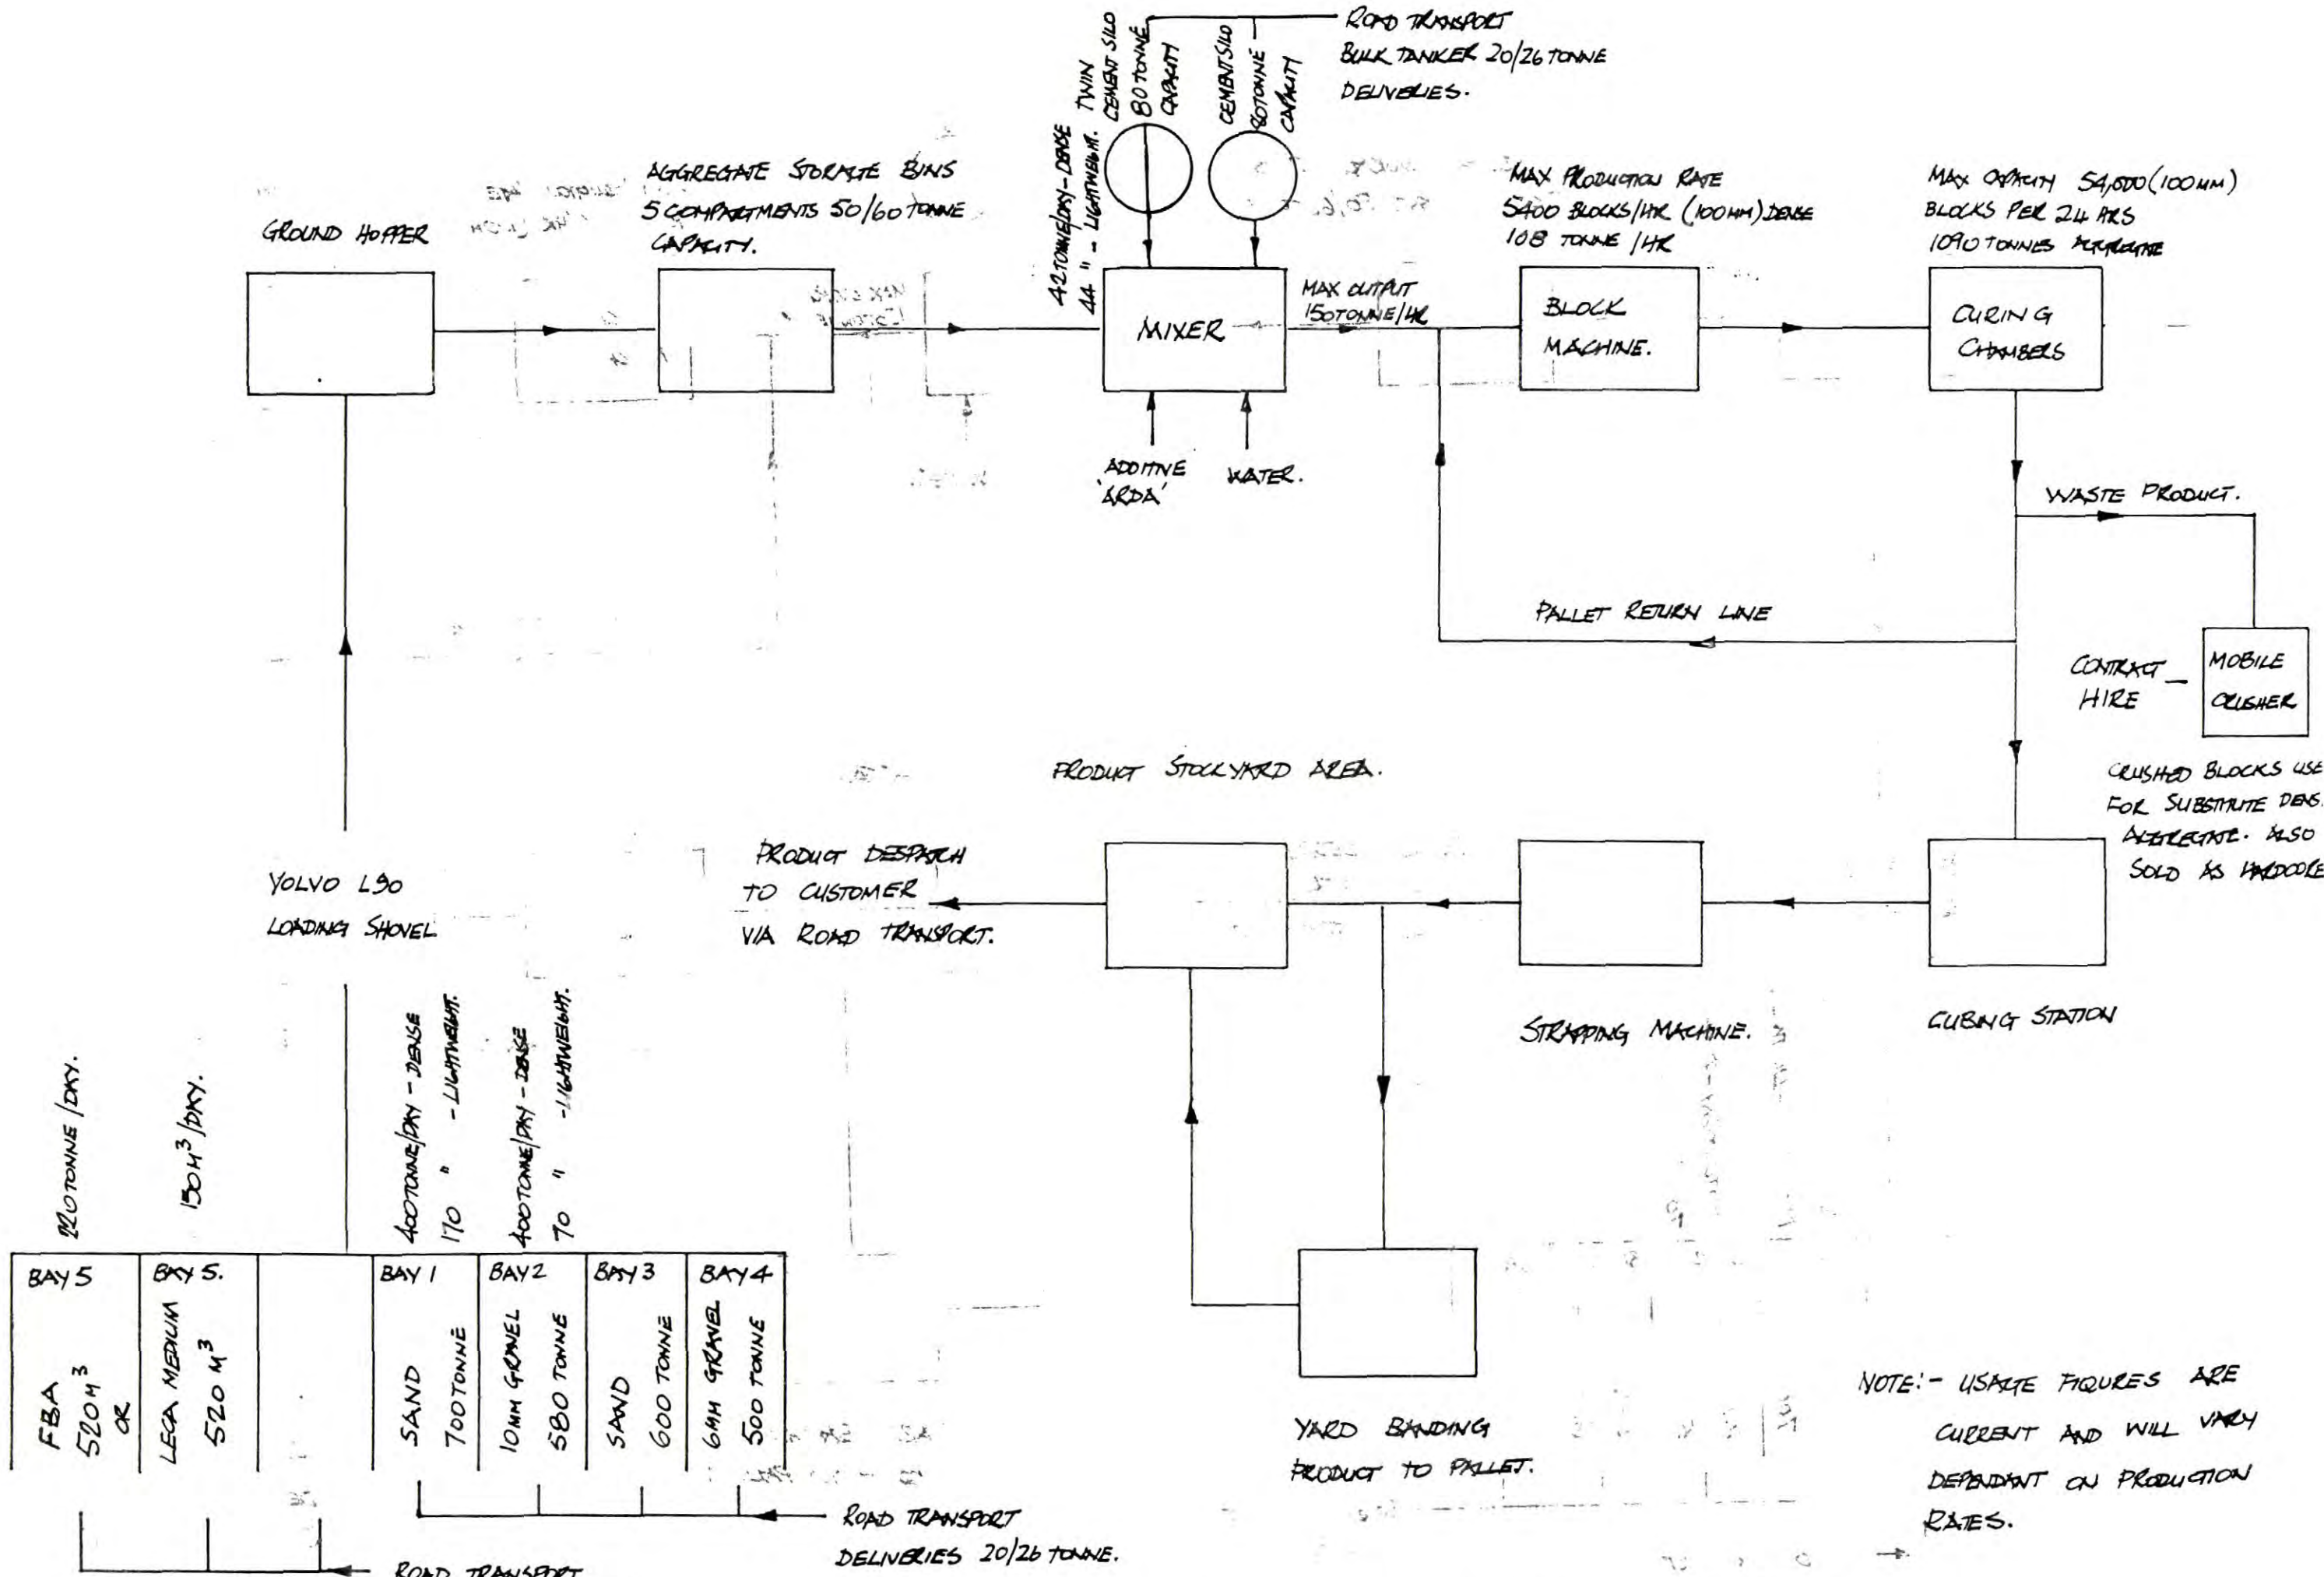 ROAD TRANSPORT
BULK TANKER 20/26 TONNE
DELIVERIES.
TWIN
CEMENT SILO
80 TONNE
CAPACITY
CEMENT SILO
80 TONNE
CAPACITY
42 TONNE/DAY - DENSE
44 " - LIGHTWEIGHT.
GROUND HOPPER
AGGREGATE STORAGE BINS
5 COMPARTMENTS 50/60 TONNE
CAPACITY.
MIXER
ADDITIVE
'ARDA'
WATER.
MAX OUTPUT
150 TONNE/HR
MAX PRODUCTION RATE
5400 BLOCKS/HR (100MM) DENSE
108 TONNE /HR
BLOCK
MACHINE.
MAX CAPACITY 54,500 (100MM)
BLOCKS PER 24 HRS
1090 TONNES AGGREGATE
CURING
CHAMBERS
WASTE PRODUCT.
PALLET RETURN LINE
CONTRACT
HIRE
MOBILE
CRUSHER
CRUSHED BLOCKS USE
FOR SUBSTITUTE DENS
AGGREGATE. ALSO
SOLD AS HARDCORE
CUBING STATION
STRAPPING MACHINE.
PRODUCT STOCKYARD AREA.
PRODUCT DESPATCH
TO CUSTOMER
VIA ROAD TRANSPORT.
YARD BANDING
PRODUCT TO PALLET.
VOLVO L90
LOADING SHOVEL
220 TONNE /DAY.
150 M³/DAY.
400 TONNE/DAY - DENSE
170 " - LIGHTWEIGHT.
400 TONNE/DAY - DENSE
70 " - LIGHTWEIGHT.
BAY 5
FBA
520 M³
OR
BAY 5.
LECA MEDIUM
520 M³
BAY 1
SAND
700 TONNE
BAY 2
10MM GRAVEL
580 TONNE
BAY 3
SAND
600 TONNE
BAY 4
6MM GRAVEL
500 TONNE
ROAD TRANSPORT
DELIVERIES 20/26 TONNE.
ROAD TRANSPORT
NOTE:- USAGE FIGURES ARE
CURRENT AND WILL VARY
DEPENDANT ON PRODUCTION
RATES.